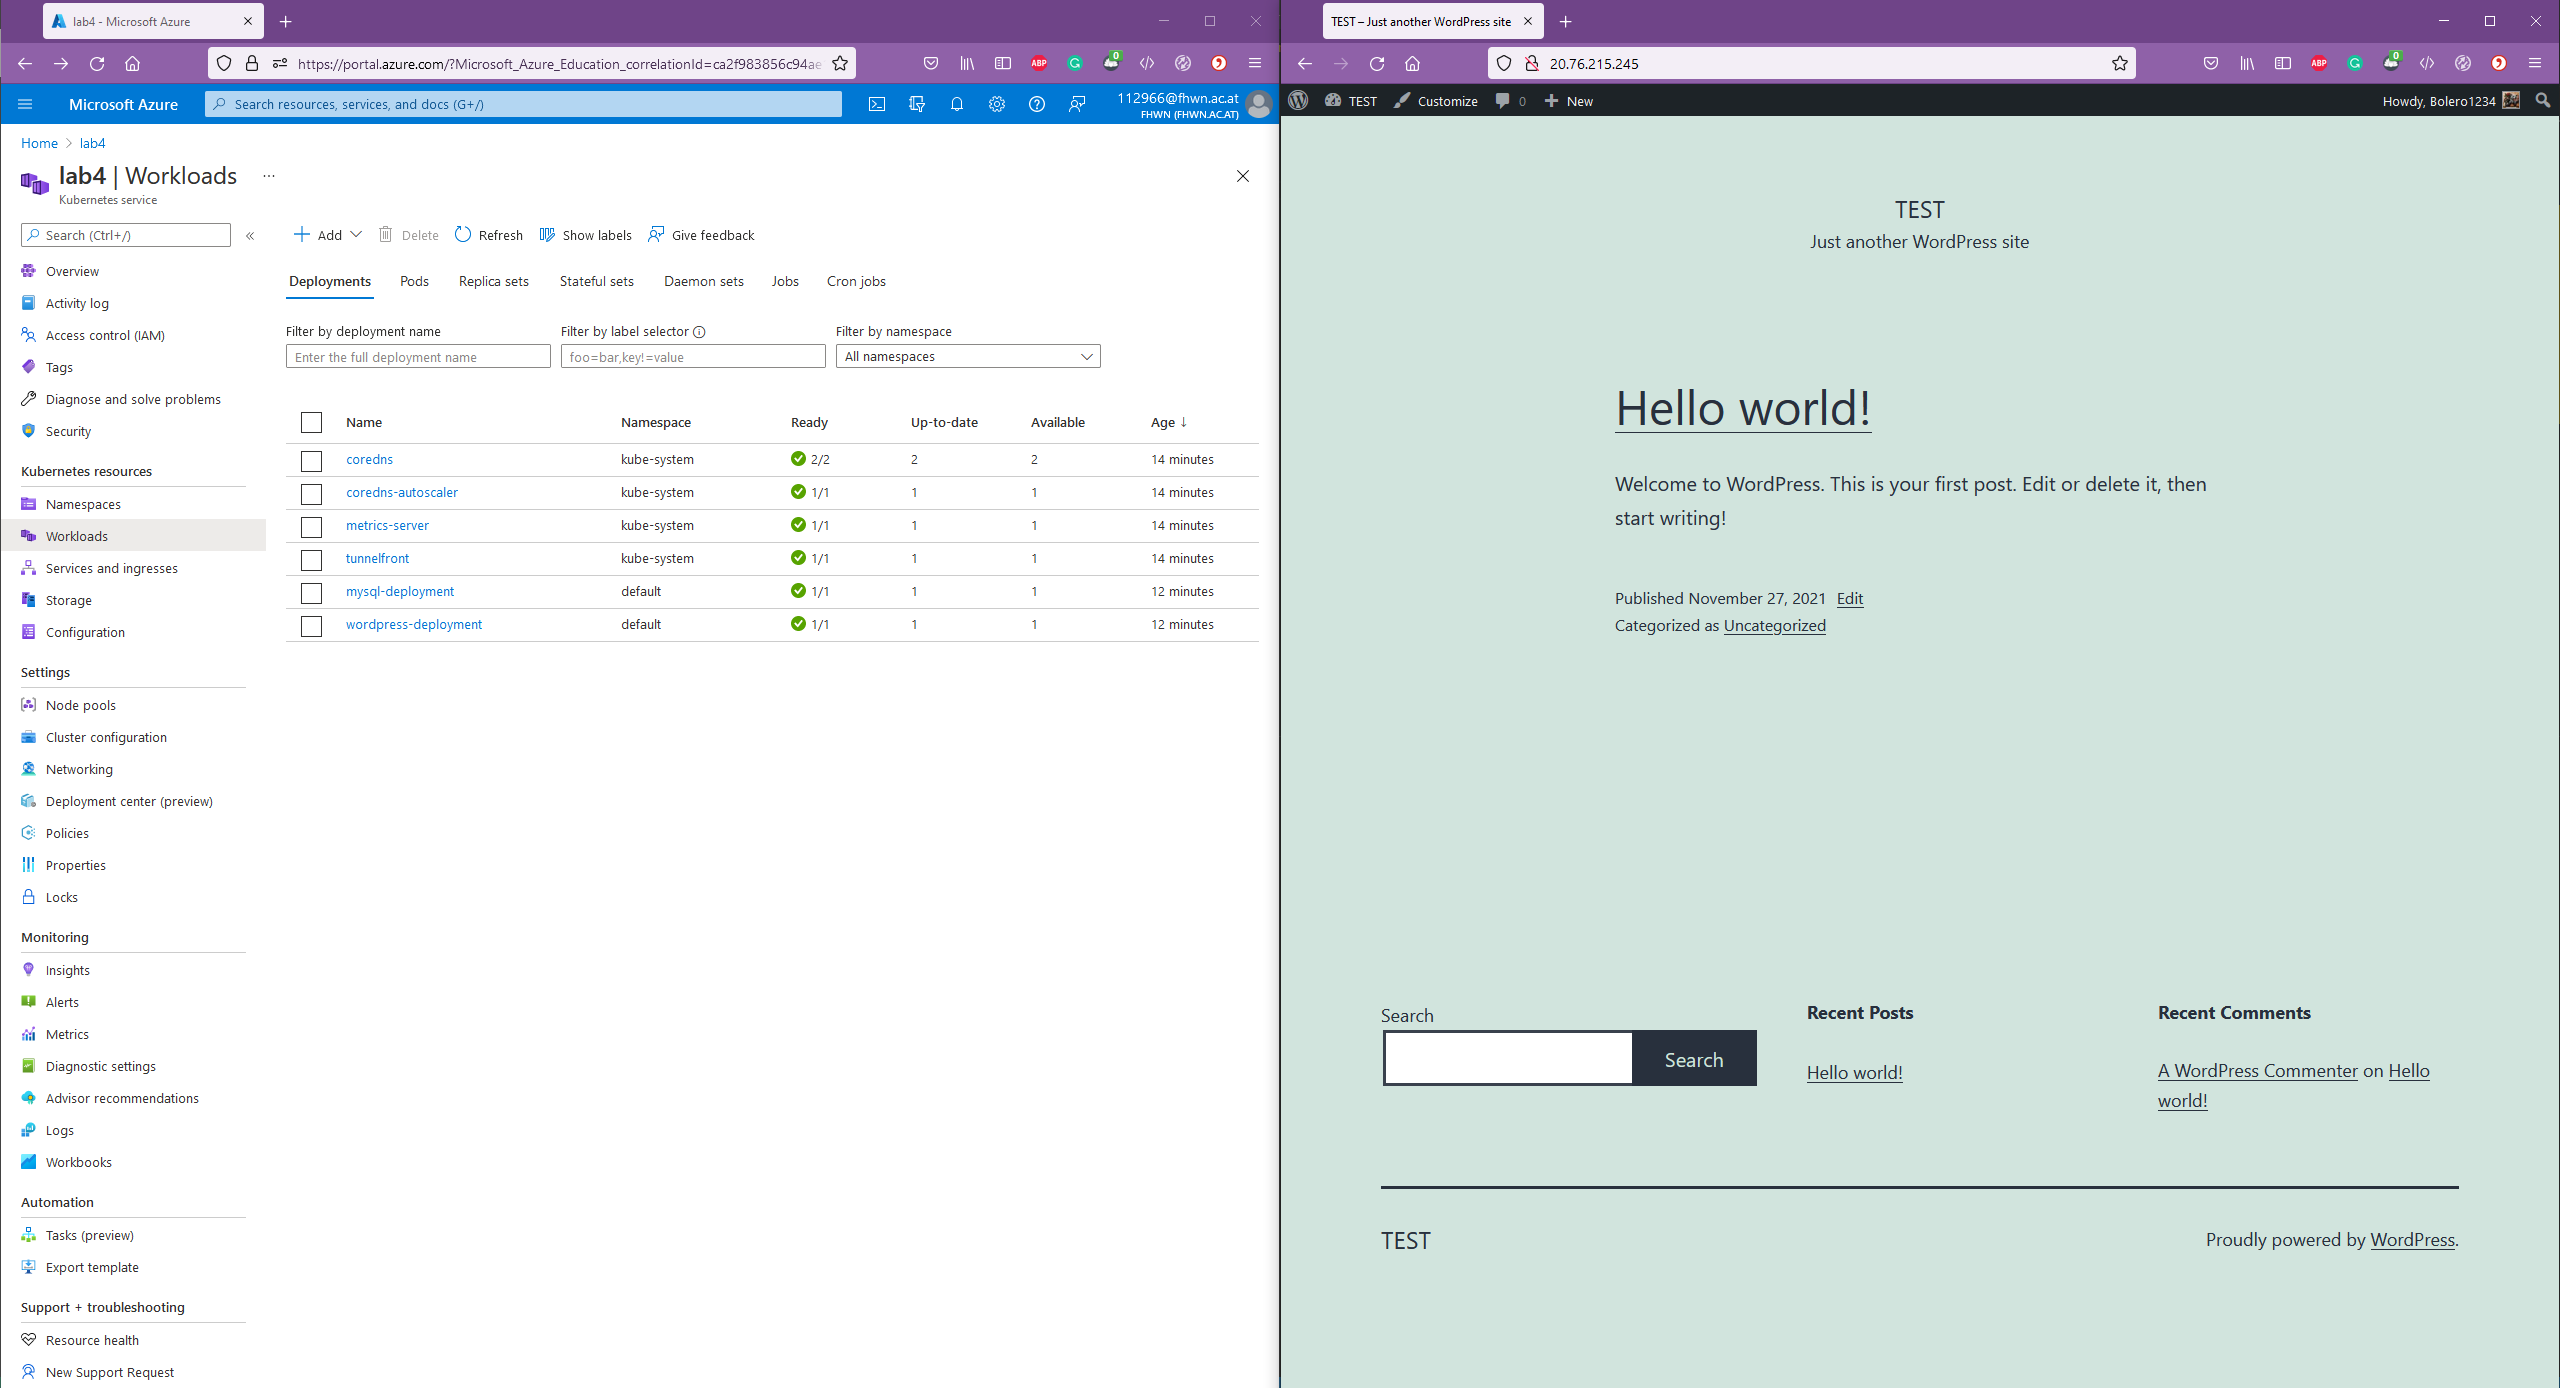 lab4 - Microsoft Azure
https://portal.azure.com/?Microsoft_Azure_Education_correlationId=ca2f983856c94ae
ABP
0
Microsoft Azure
Search resources, services, and docs (G+/)
112966@fhwn.ac.at
FHWN (FHWN.AC.AT)
Home > lab4
lab4 | Workloads ...
Kubernetes service
Search (Ctrl+/)
«
Overview
Activity log
Access control (IAM)
Tags
Diagnose and solve problems
Security
Kubernetes resources
Namespaces
Workloads
Services and ingresses
Storage
Configuration
Settings
Node pools
Cluster configuration
Networking
Deployment center (preview)
Policies
Properties
Locks
Monitoring
Insights
Alerts
Metrics
Diagnostic settings
Advisor recommendations
Logs
Workbooks
Automation
Tasks (preview)
Export template
Support + troubleshooting
Resource health
New Support Request
Add Delete Refresh Show labels Give feedback
Deployments Pods Replica sets Stateful sets Daemon sets Jobs Cron jobs
Filter by deployment name Filter by label selector Filter by namespace
Enter the full deployment name foo=bar,key!=value All namespaces
Name Namespace Ready Up-to-date Available Age ↓
coredns kube-system 2/2 2 2 14 minutes
coredns-autoscaler kube-system 1/1 1 1 14 minutes
metrics-server kube-system 1/1 1 1 14 minutes
tunnelfront kube-system 1/1 1 1 14 minutes
mysql-deployment default 1/1 1 1 12 minutes
wordpress-deployment default 1/1 1 1 12 minutes
TEST – Just another WordPress site
20.76.215.245
ABP
0
TEST Customize 0 New Howdy, Bolero1234
TEST
Just another WordPress site
Hello world!
Welcome to WordPress. This is your first post. Edit or delete it, then
start writing!
Published November 27, 2021 Edit
Categorized as Uncategorized
Search
Search
Recent Posts
Hello world!
Recent Comments
A WordPress Commenter on Hello
world!
TEST
Proudly powered by WordPress.